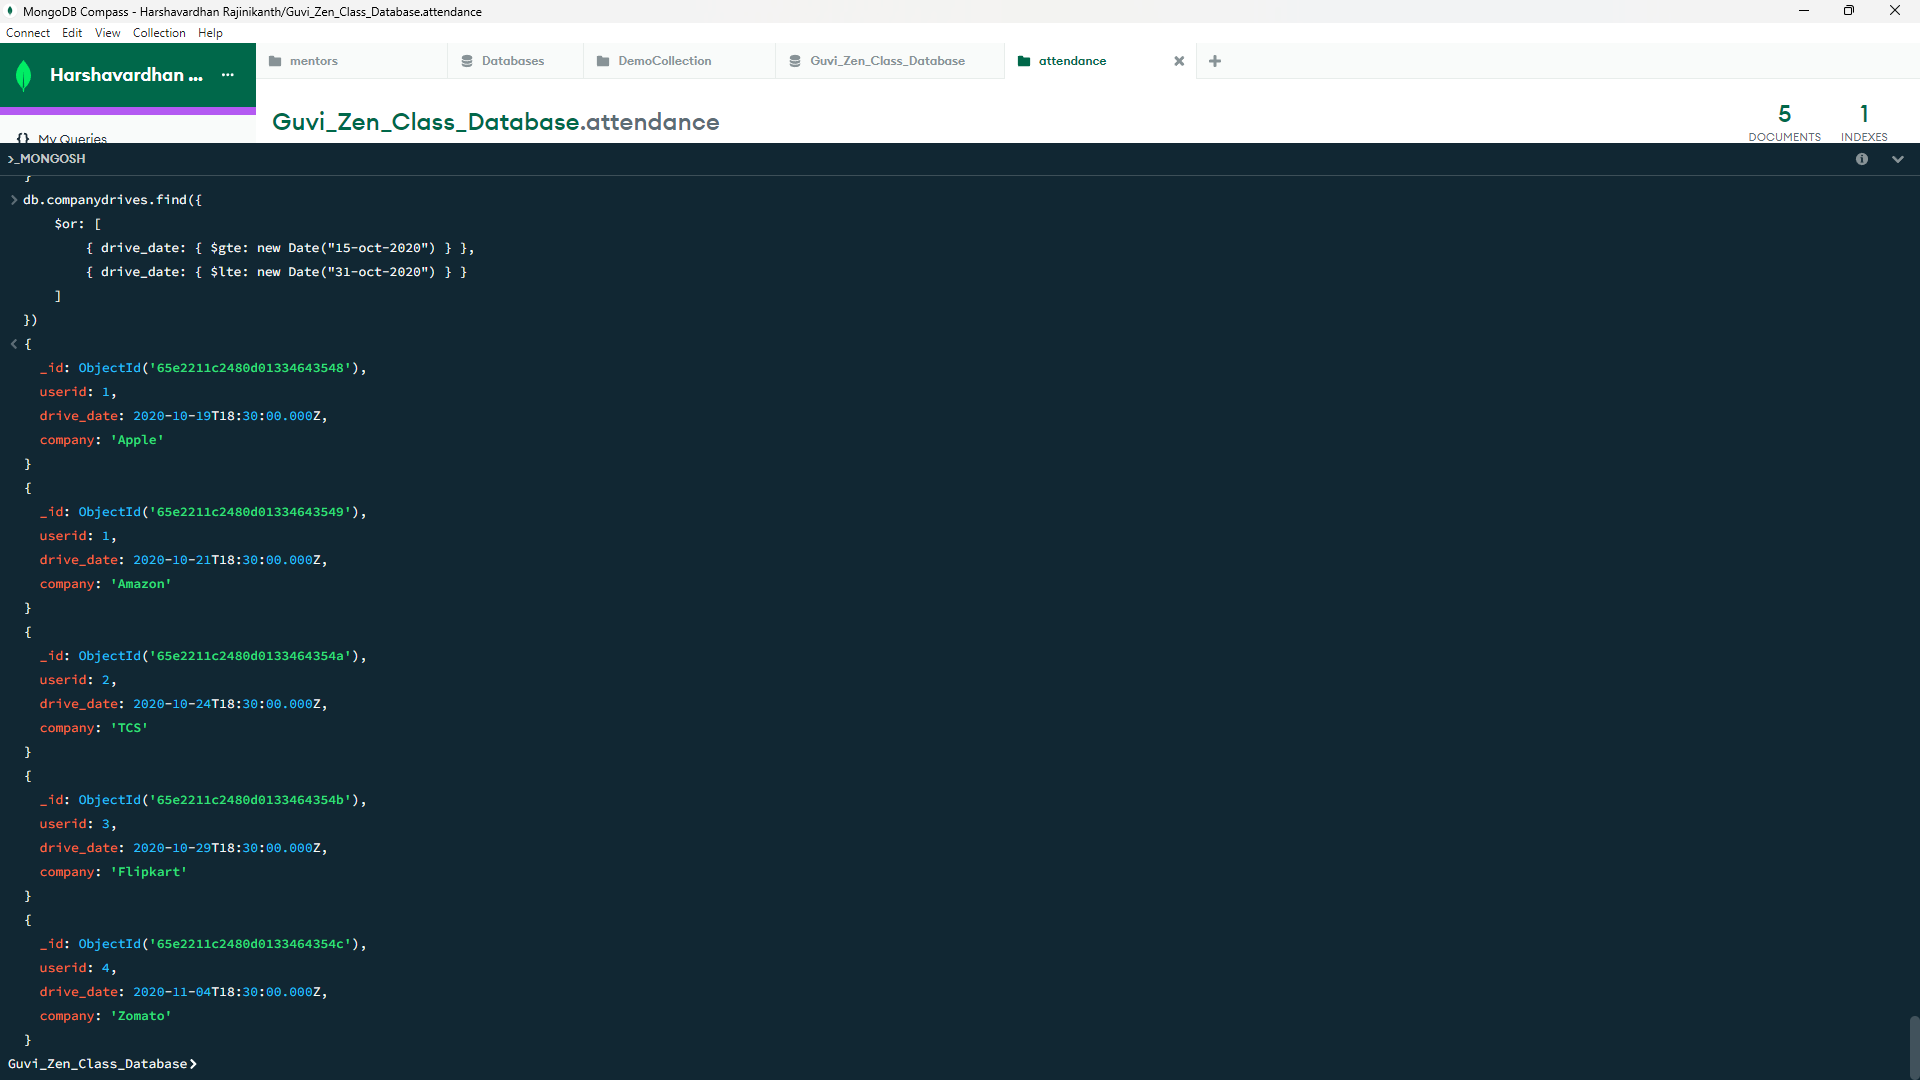 MongoDB Compass - Harshavardhan Rajinikanth/Guvi_Zen_Class_Database.attendance
Connect Edit View Collection Help
Harshavardhan ... ...
mentors
Databases
DemoCollection
Guvi_Zen_Class_Database
attendance
Guvi_Zen_Class_Database.attendance
5
DOCUMENTS
1
INDEXES
{} My Queries
>_MONGOSH
}
> db.companydrives.find({
$or: [
{ drive_date: { $gte: new Date("15-oct-2020") } },
{ drive_date: { $lte: new Date("31-oct-2020") } }
]
})
< {
_id: ObjectId('65e2211c2480d01334643548'),
userid: 1,
drive_date: 2020-10-19T18:30:00.000Z,
company: 'Apple'
}
{
_id: ObjectId('65e2211c2480d01334643549'),
userid: 1,
drive_date: 2020-10-21T18:30:00.000Z,
company: 'Amazon'
}
{
_id: ObjectId('65e2211c2480d0133464354a'),
userid: 2,
drive_date: 2020-10-24T18:30:00.000Z,
company: 'TCS'
}
{
_id: ObjectId('65e2211c2480d0133464354b'),
userid: 3,
drive_date: 2020-10-29T18:30:00.000Z,
company: 'Flipkart'
}
{
_id: ObjectId('65e2211c2480d0133464354c'),
userid: 4,
drive_date: 2020-11-04T18:30:00.000Z,
company: 'Zomato'
}
Guvi_Zen_Class_Database>